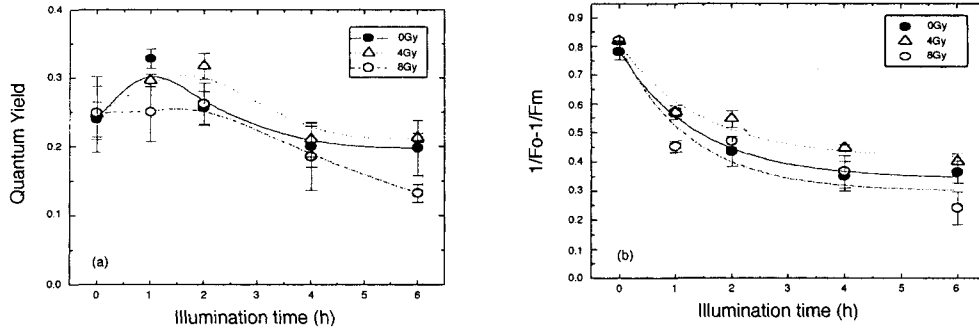 Quantum Yield
0.4
0.3
0.2
0.1
0.0
0Gy
4Gy
8Gy
(a)
0 1 2 3 4 5 6
Illumination time (h)
1/Fo-1/Fm
1.0
0.9
0.8
0.7
0.6
0.5
0.4
0.3
0.2
0.1
0.0
0Gy
4Gy
8Gy
(b)
0 1 2 3 4 5 6
Illumination time (h)